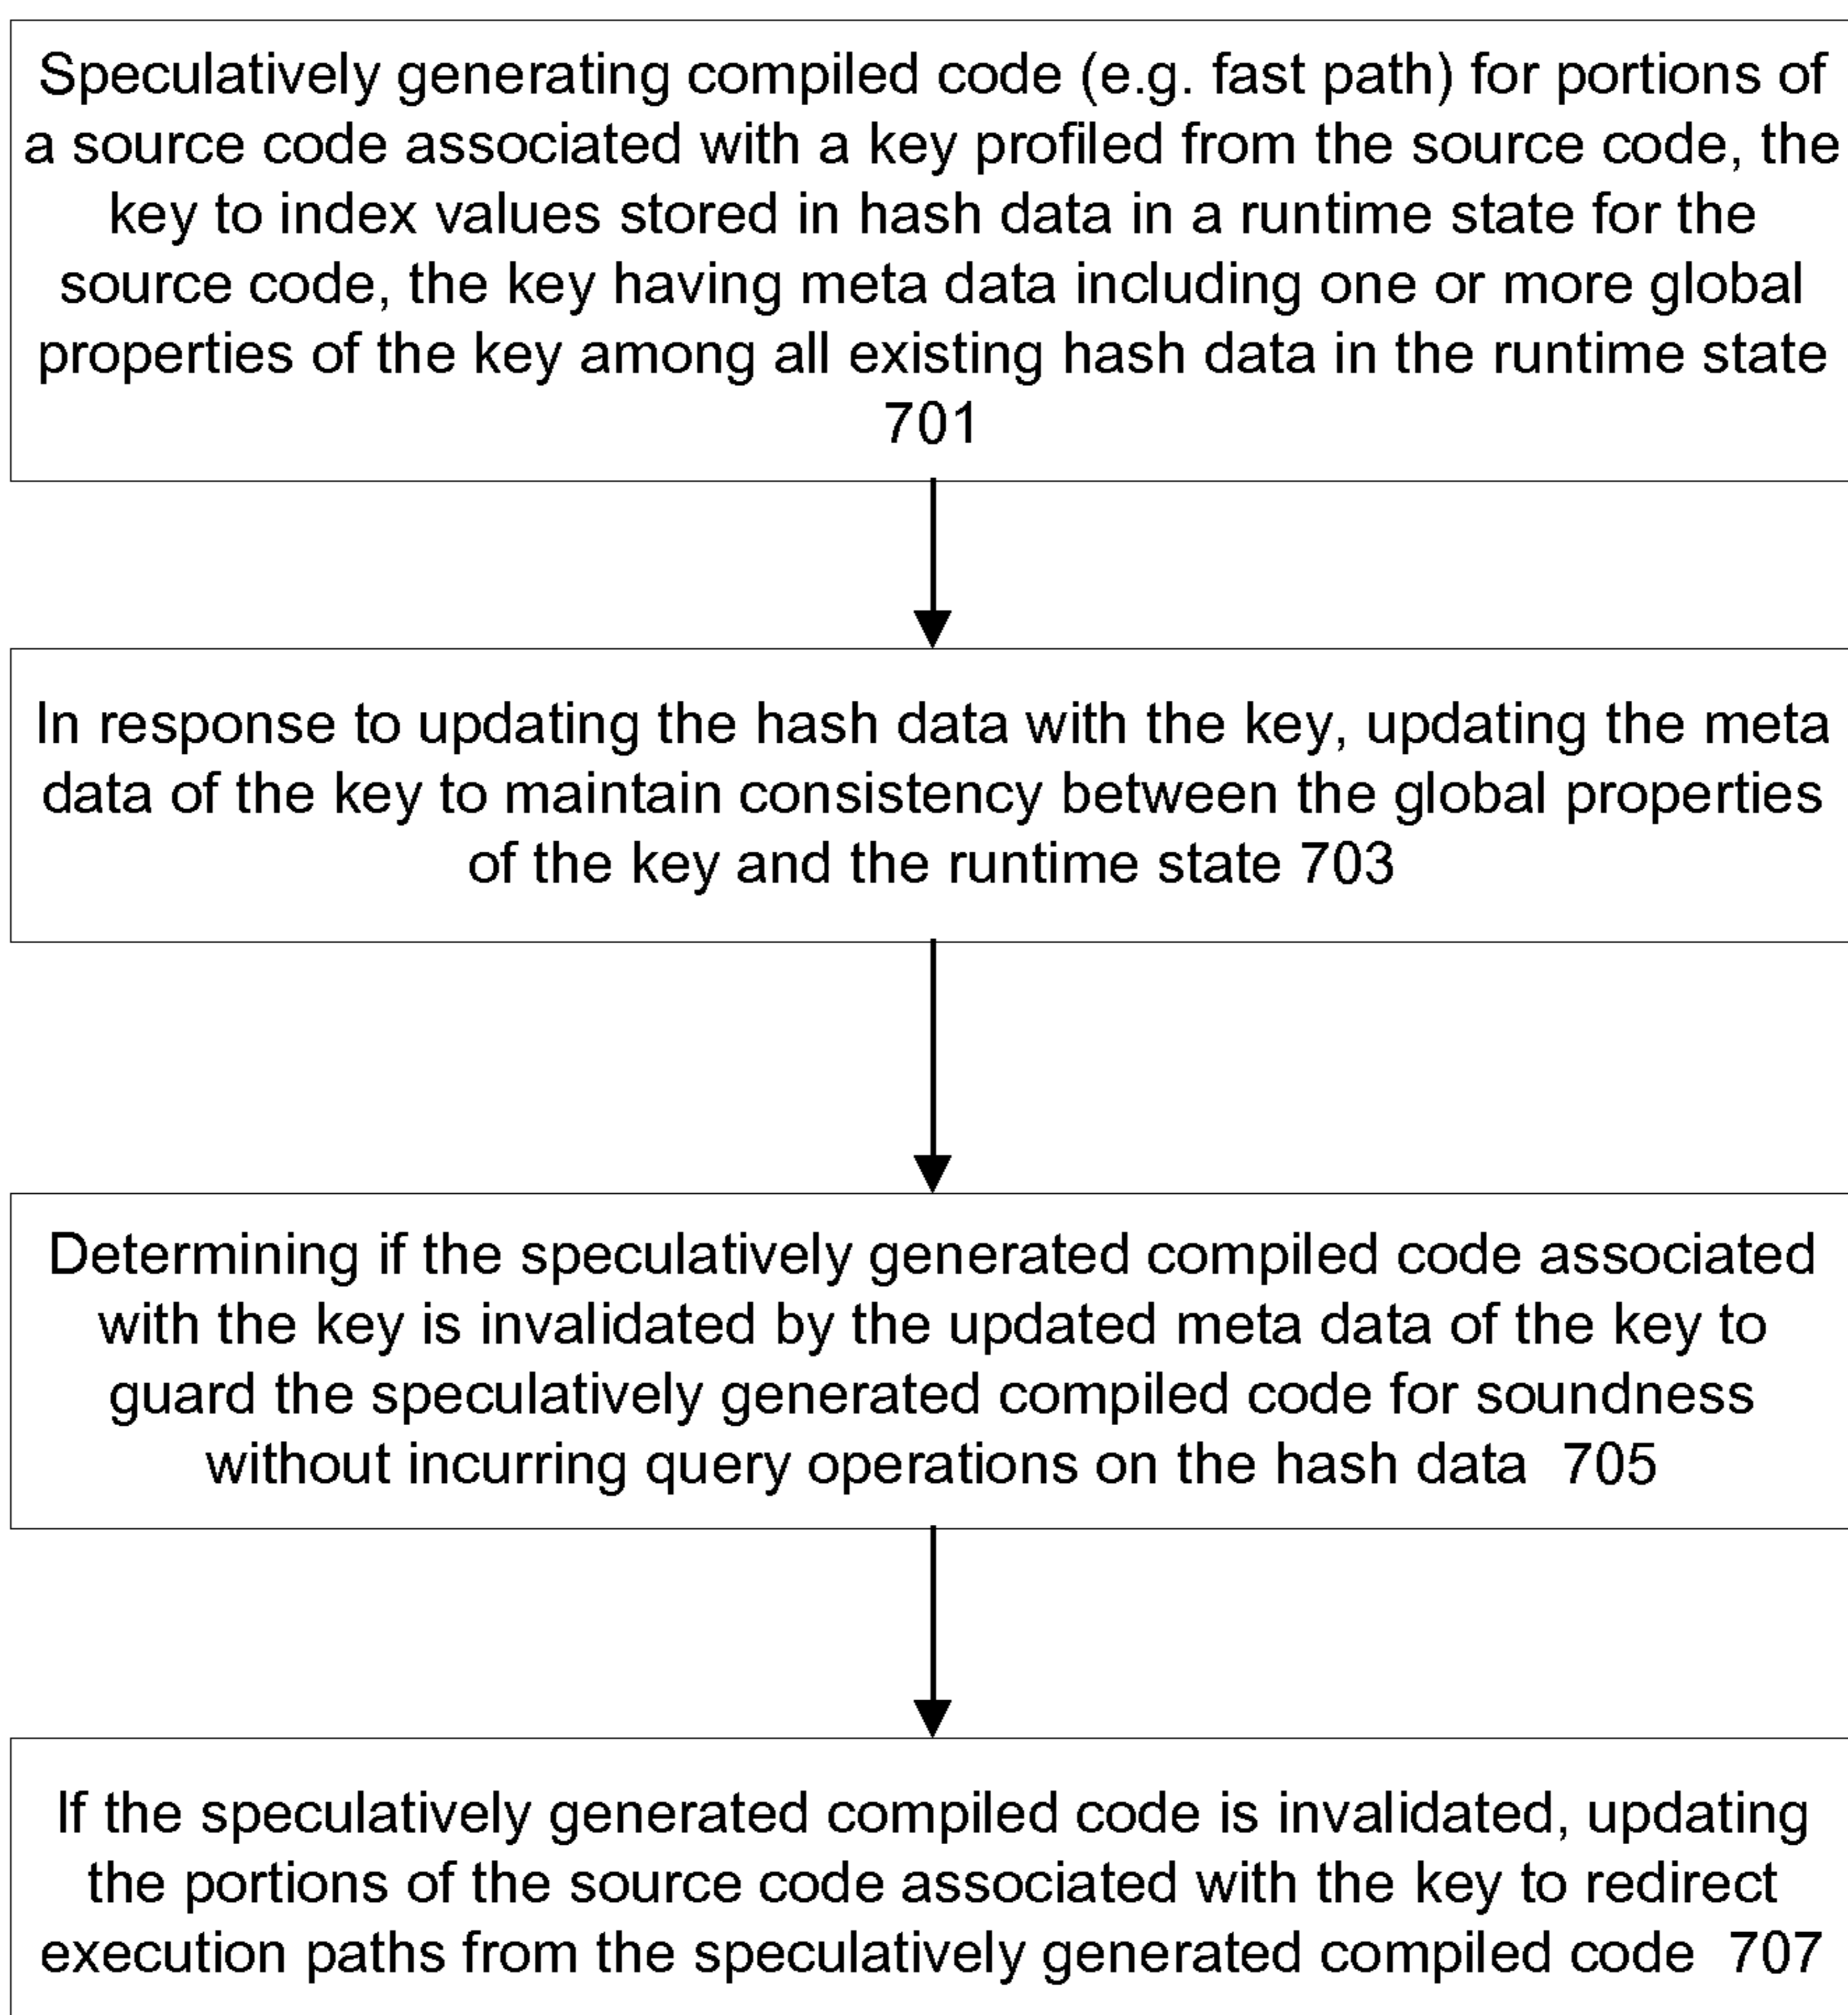 Speculatively generating compiled code (e.g. fast path) for portions of
a source code associated with a key profiled from the source code, the
key to index values stored in hash data in a runtime state for the
source code, the key having meta data including one or more global
properties of the key among all existing hash data in the runtime state
701
In response to updating the hash data with the key, updating the meta
data of the key to maintain consistency between the global properties
of the key and the runtime state 703
Determining if the speculatively generated compiled code associated
with the key is invalidated by the updated meta data of the key to
guard the speculatively generated compiled code for soundness
without incurring query operations on the hash data 705
If the speculatively generated compiled code is invalidated, updating
the portions of the source code associated with the key to redirect
execution paths from the speculatively generated compiled code 707